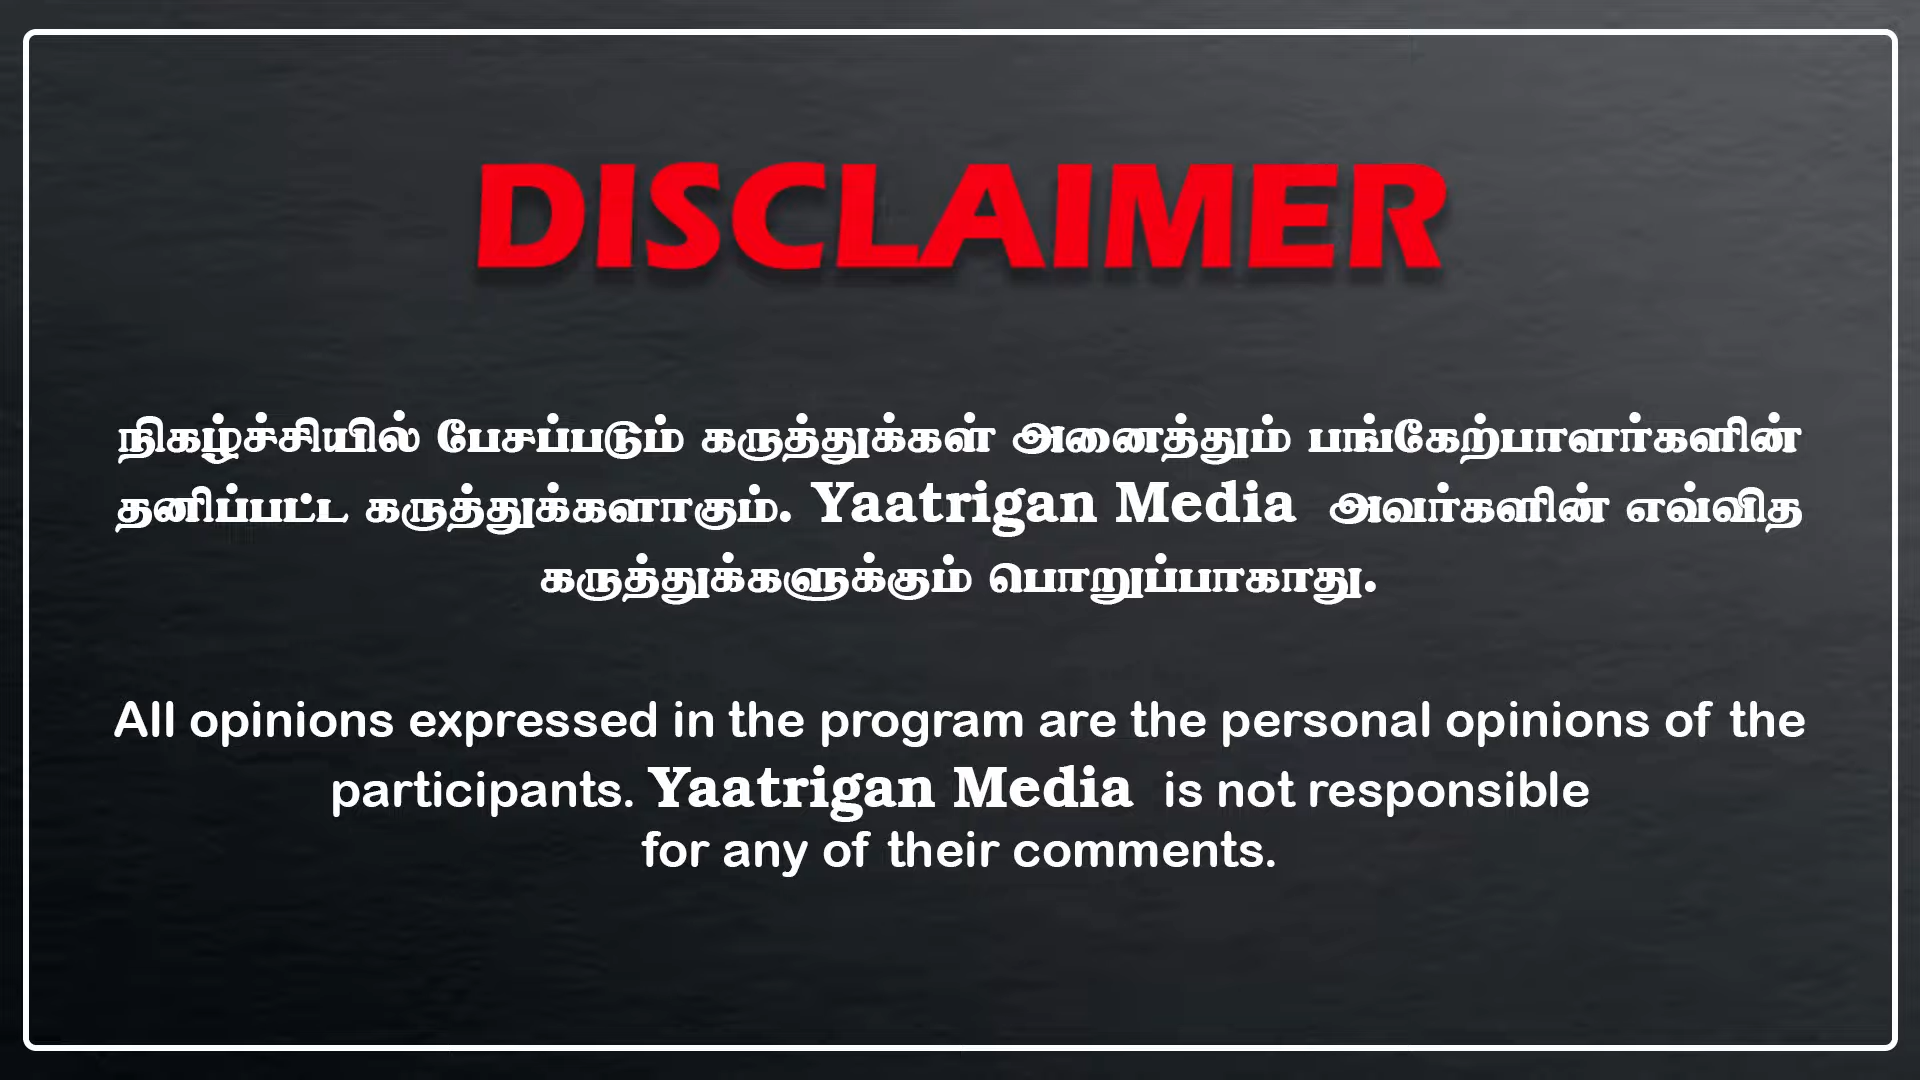 DISCLAIMER
நிகழ்ச்சியில் பேசப்படும் கருத்துக்கள் அனைத்தும் பங்கேற்பாளர்களின்
தனிப்பட்ட கருத்துக்களாகும். Yaatrigan Media அவர்களின் எவ்வித
கருத்துக்களுக்கும் பொறுப்பாகாது.
All opinions expressed in the program are the personal opinions of the
participants. Yaatrigan Media is not responsible
for any of their comments.